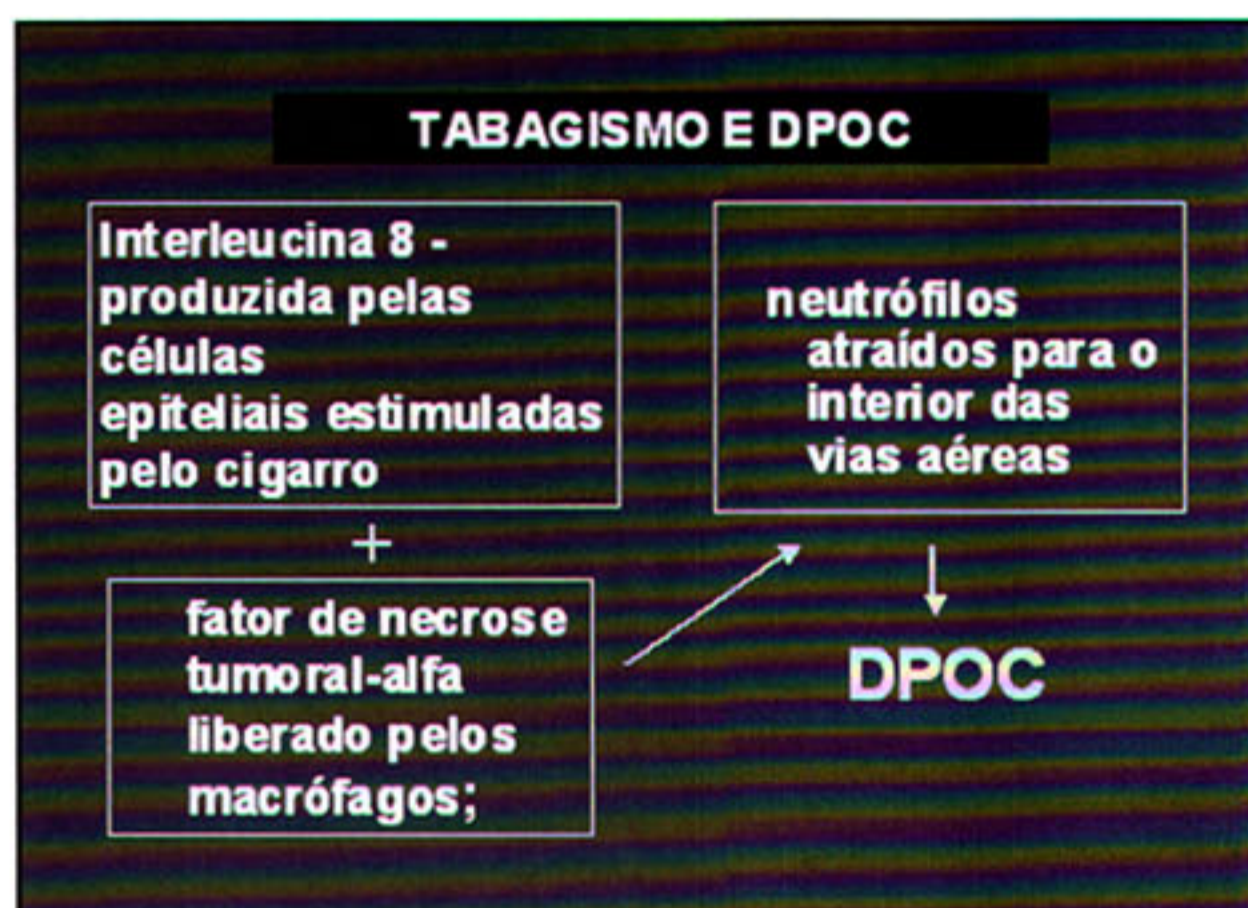 TABAGISMO E DPOC
Interleucina 8 -
produzida pelas
células
epiteliais estimuladas
pelo cigarro
+
fator de necrose
tumoral-alfa
liberado pelos
macrófagos;
neutrófilos
atraídos para o
interior das
vias aéreas
DPOC